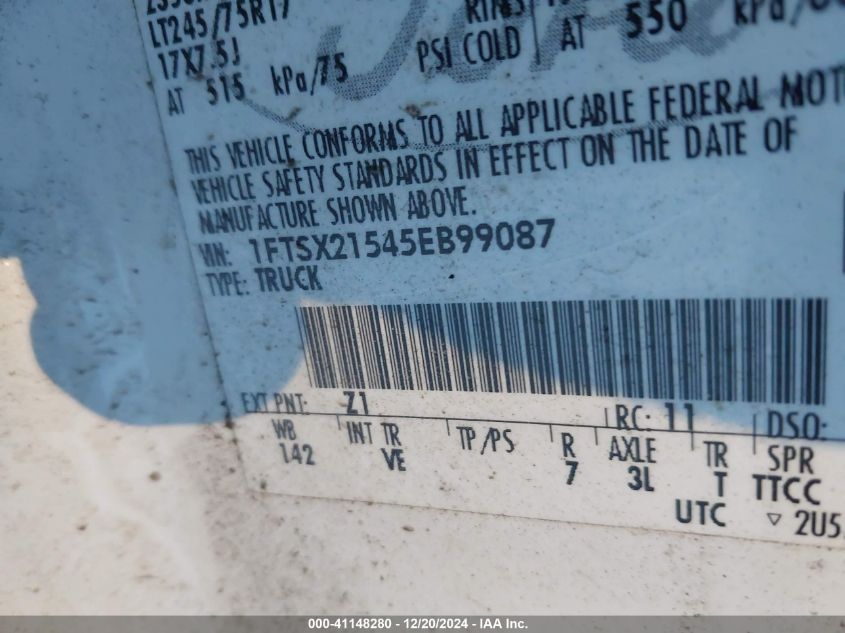 LT245/75R17
17X7.5J RIMS
AT 515 kPa/75 PSI COLD AT 550 kPa/
THIS VEHICLE CONFORMS TO ALL APPLICABLE FEDERAL MOT
VEHICLE SAFETY STANDARDS IN EFFECT ON THE DATE OF
MANUFACTURE SHOWN ABOVE.
VIN: 1FTSX21545EB99087
TYPE: TRUCK
EXT PNT: Z1 RC: 11 DSO:
WB INT TR TP/PS R AXLE TR SPR
142 VE 7 3L T TTCC
UTC ▽ 2U5
000-41148280 - 12/20/2024 - IAA Inc.